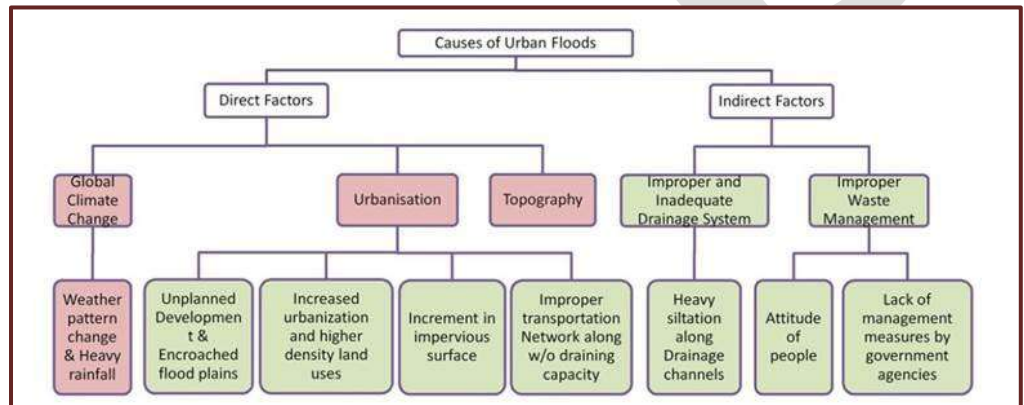 Causes of Urban Floods
Direct Factors
Indirect Factors
Global
Climate
Change
Urbanisation
Topography
Improper and
Inadequate
Drainage System
Improper
Waste
Management
Weather
pattern
change
& Heavy
rainfall
Unplanned
Developmen
t &
Encroached
flood plains
Increased
urbanization
and higher
density land
uses
Increment in
impervious
surface
Improper
transportation
Network along
w/o draining
capacity
Heavy
siltation
along
Drainage
channels
Attitude
of
people
Lack of
management
measures by
government
agencies